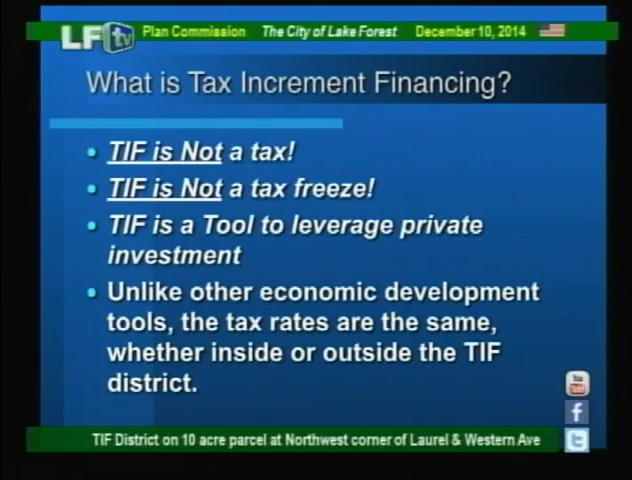 LFtv Plan Commission The City of Lake Forest December 10, 2014
What is Tax Increment Financing?
• TIF is Not a tax!
• TIF is Not a tax freeze!
• TIF is a Tool to leverage private
investment
• Unlike other economic development
tools, the tax rates are the same,
whether inside or outside the TIF
district.
You
Tube
f
t
TIF District on 10 acre parcel at Northwest corner of Laurel & Western Ave